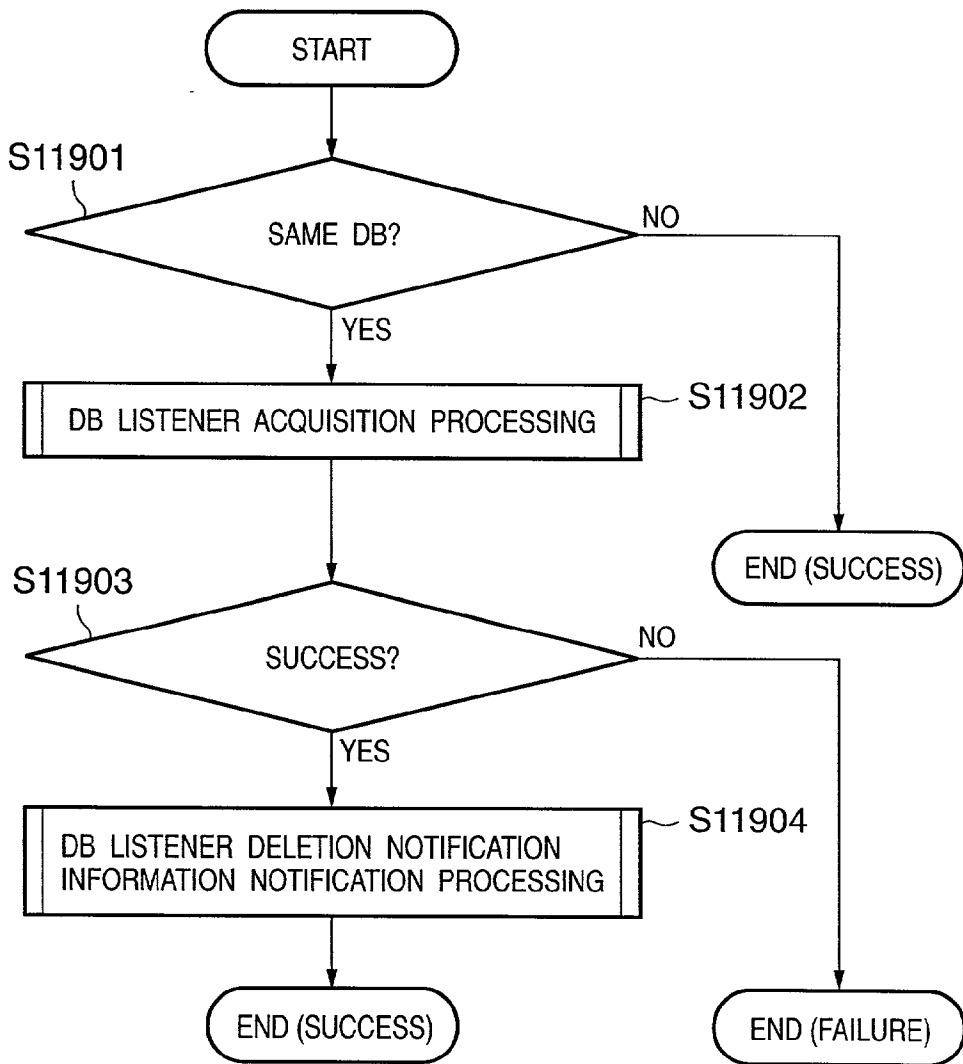 START
S11901
SAME DB?
NO
YES
DB LISTENER ACQUISITION PROCESSING
S11902
END (SUCCESS)
S11903
SUCCESS?
NO
YES
DB LISTENER DELETION NOTIFICATION
INFORMATION NOTIFICATION PROCESSING
S11904
END (SUCCESS)
END (FAILURE)